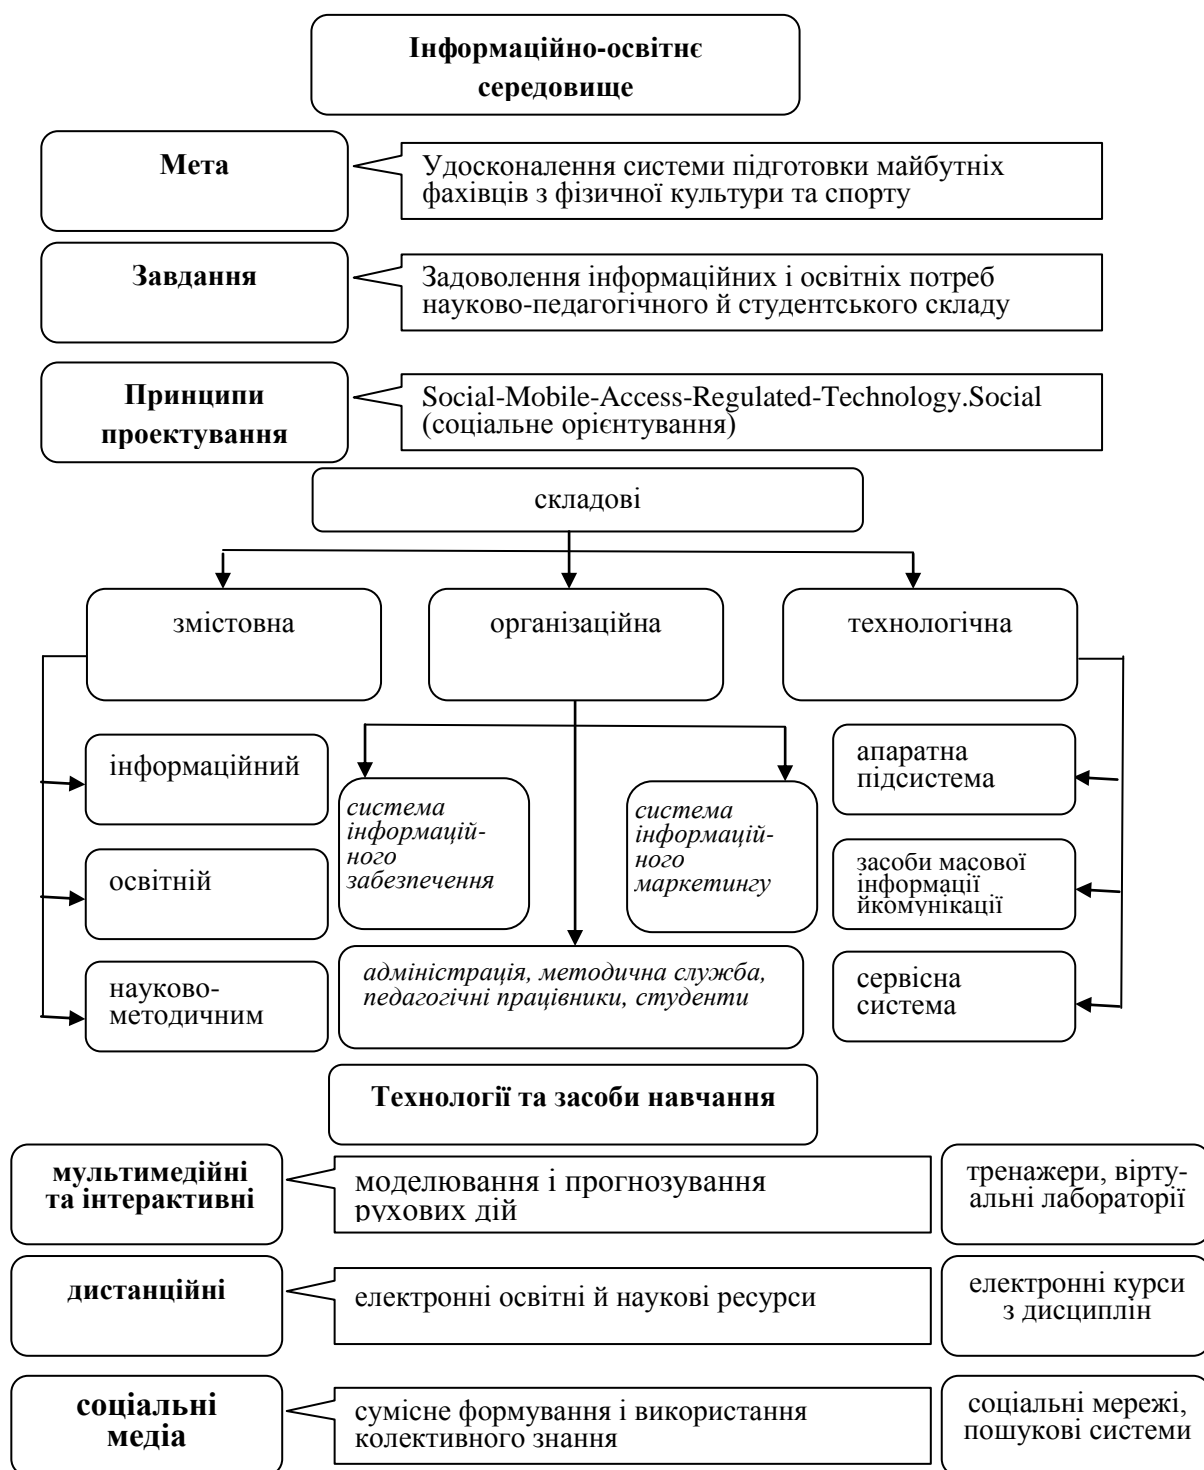 Інформаційно-освітнє
середовище
Мета
Удосконалення системи підготовки майбутніх
фахівців з фізичної культури та спорту
Завдання
Задоволення інформаційних і освітніх потреб
науково-педагогічного й студентського складу
Принципи
проектування
Social-Mobile-Access-Regulated-Technology.Social
(соціальне орієнтування)
складові
змістовна
організаційна
технологічна
інформаційний
освітній
науково-
методичним
система
інформацій-
ного
забезпечення
система
інформацій-
ного
маркетингу
адміністрація, методична служба,
педагогічні працівники, студенти
апаратна
підсистема
засоби масової
інформації
йкомунікації
сервісна
система
Технології та засоби навчання
мультимедійні
та інтерактивні
моделювання і прогнозування
рухових дій
тренажери, вірту-
альні лабораторії
дистанційні
електронні освітні й наукові ресурси
електронні курси
з дисциплін
соціальні
медіа
сумісне формування і використання
колективного знання
соціальні мережі,
пошукові системи